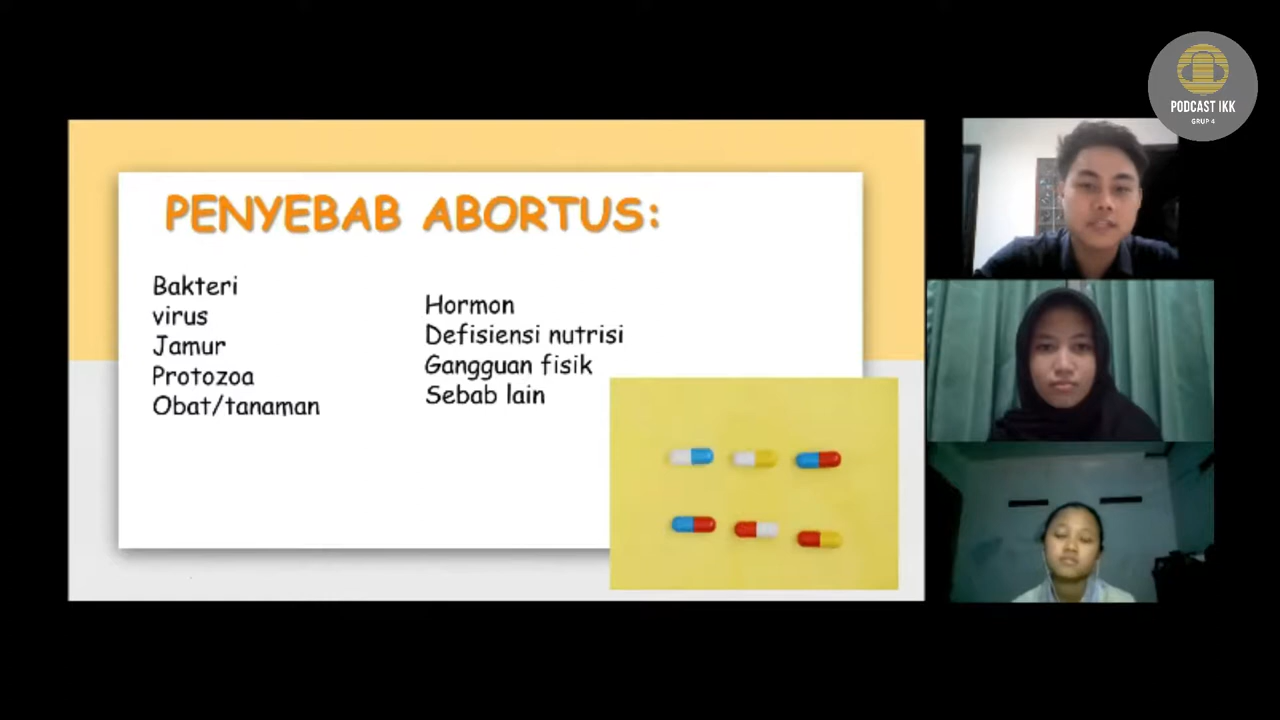 PENYEBAB ABORTUS:
Bakteri
virus
Jamur
Protozoa
Obat/tanaman
Hormon
Defisiensi nutrisi
Gangguan fisik
Sebab lain
PODCAST IKK
GRUP 4